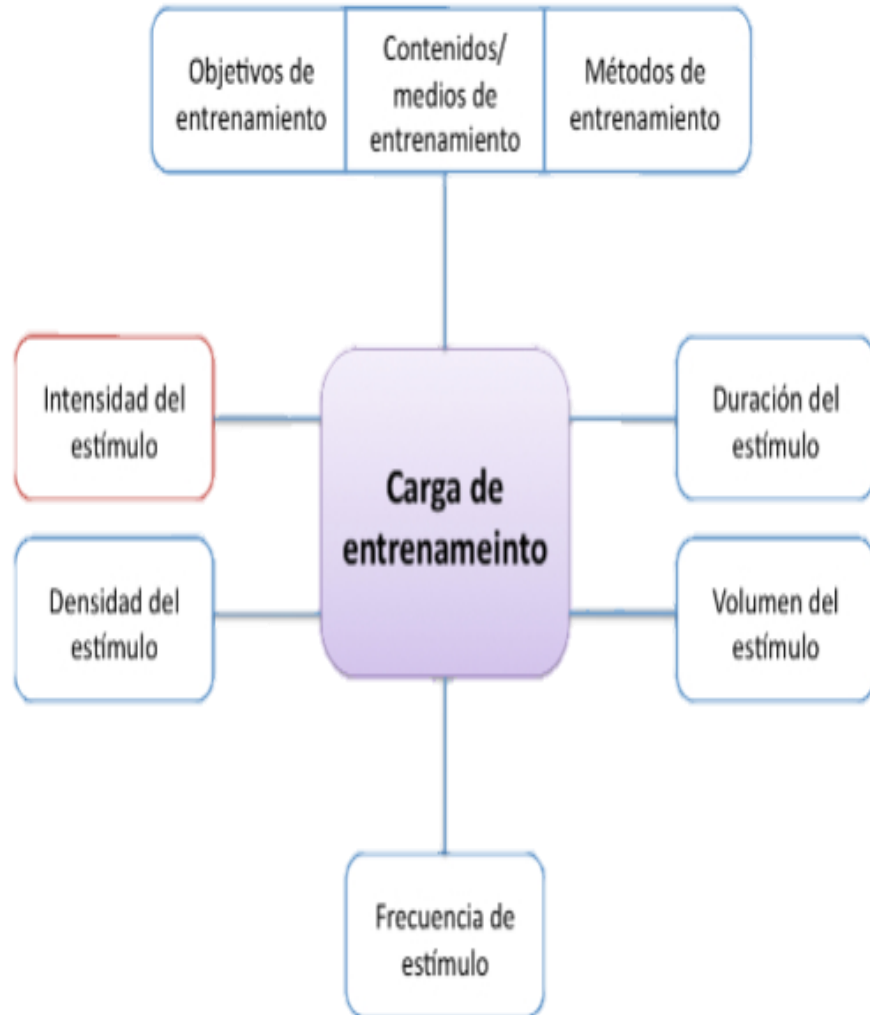 Objetivos de
entrenamiento
Contenidos/
medios de
entrenamiento
Métodos de
entrenamiento
Intensidad del
estímulo
Duración del
estímulo
Carga de
entrenameinto
Densidad del
estímulo
Volumen del
estímulo
Frecuencia de
estímulo